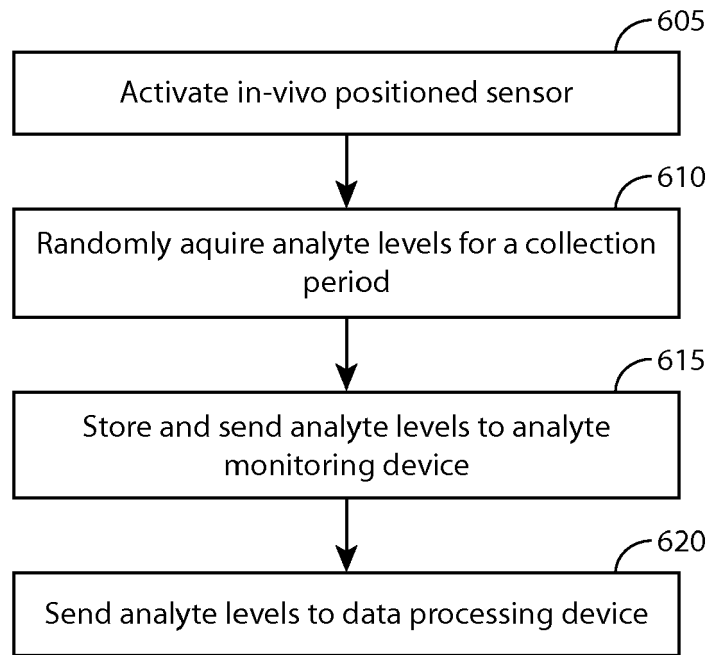 605
Activate in-vivo positioned sensor
610
Randomly aquire analyte levels for a collection
period
615
Store and send analyte levels to analyte
monitoring device
620
Send analyte levels to data processing device